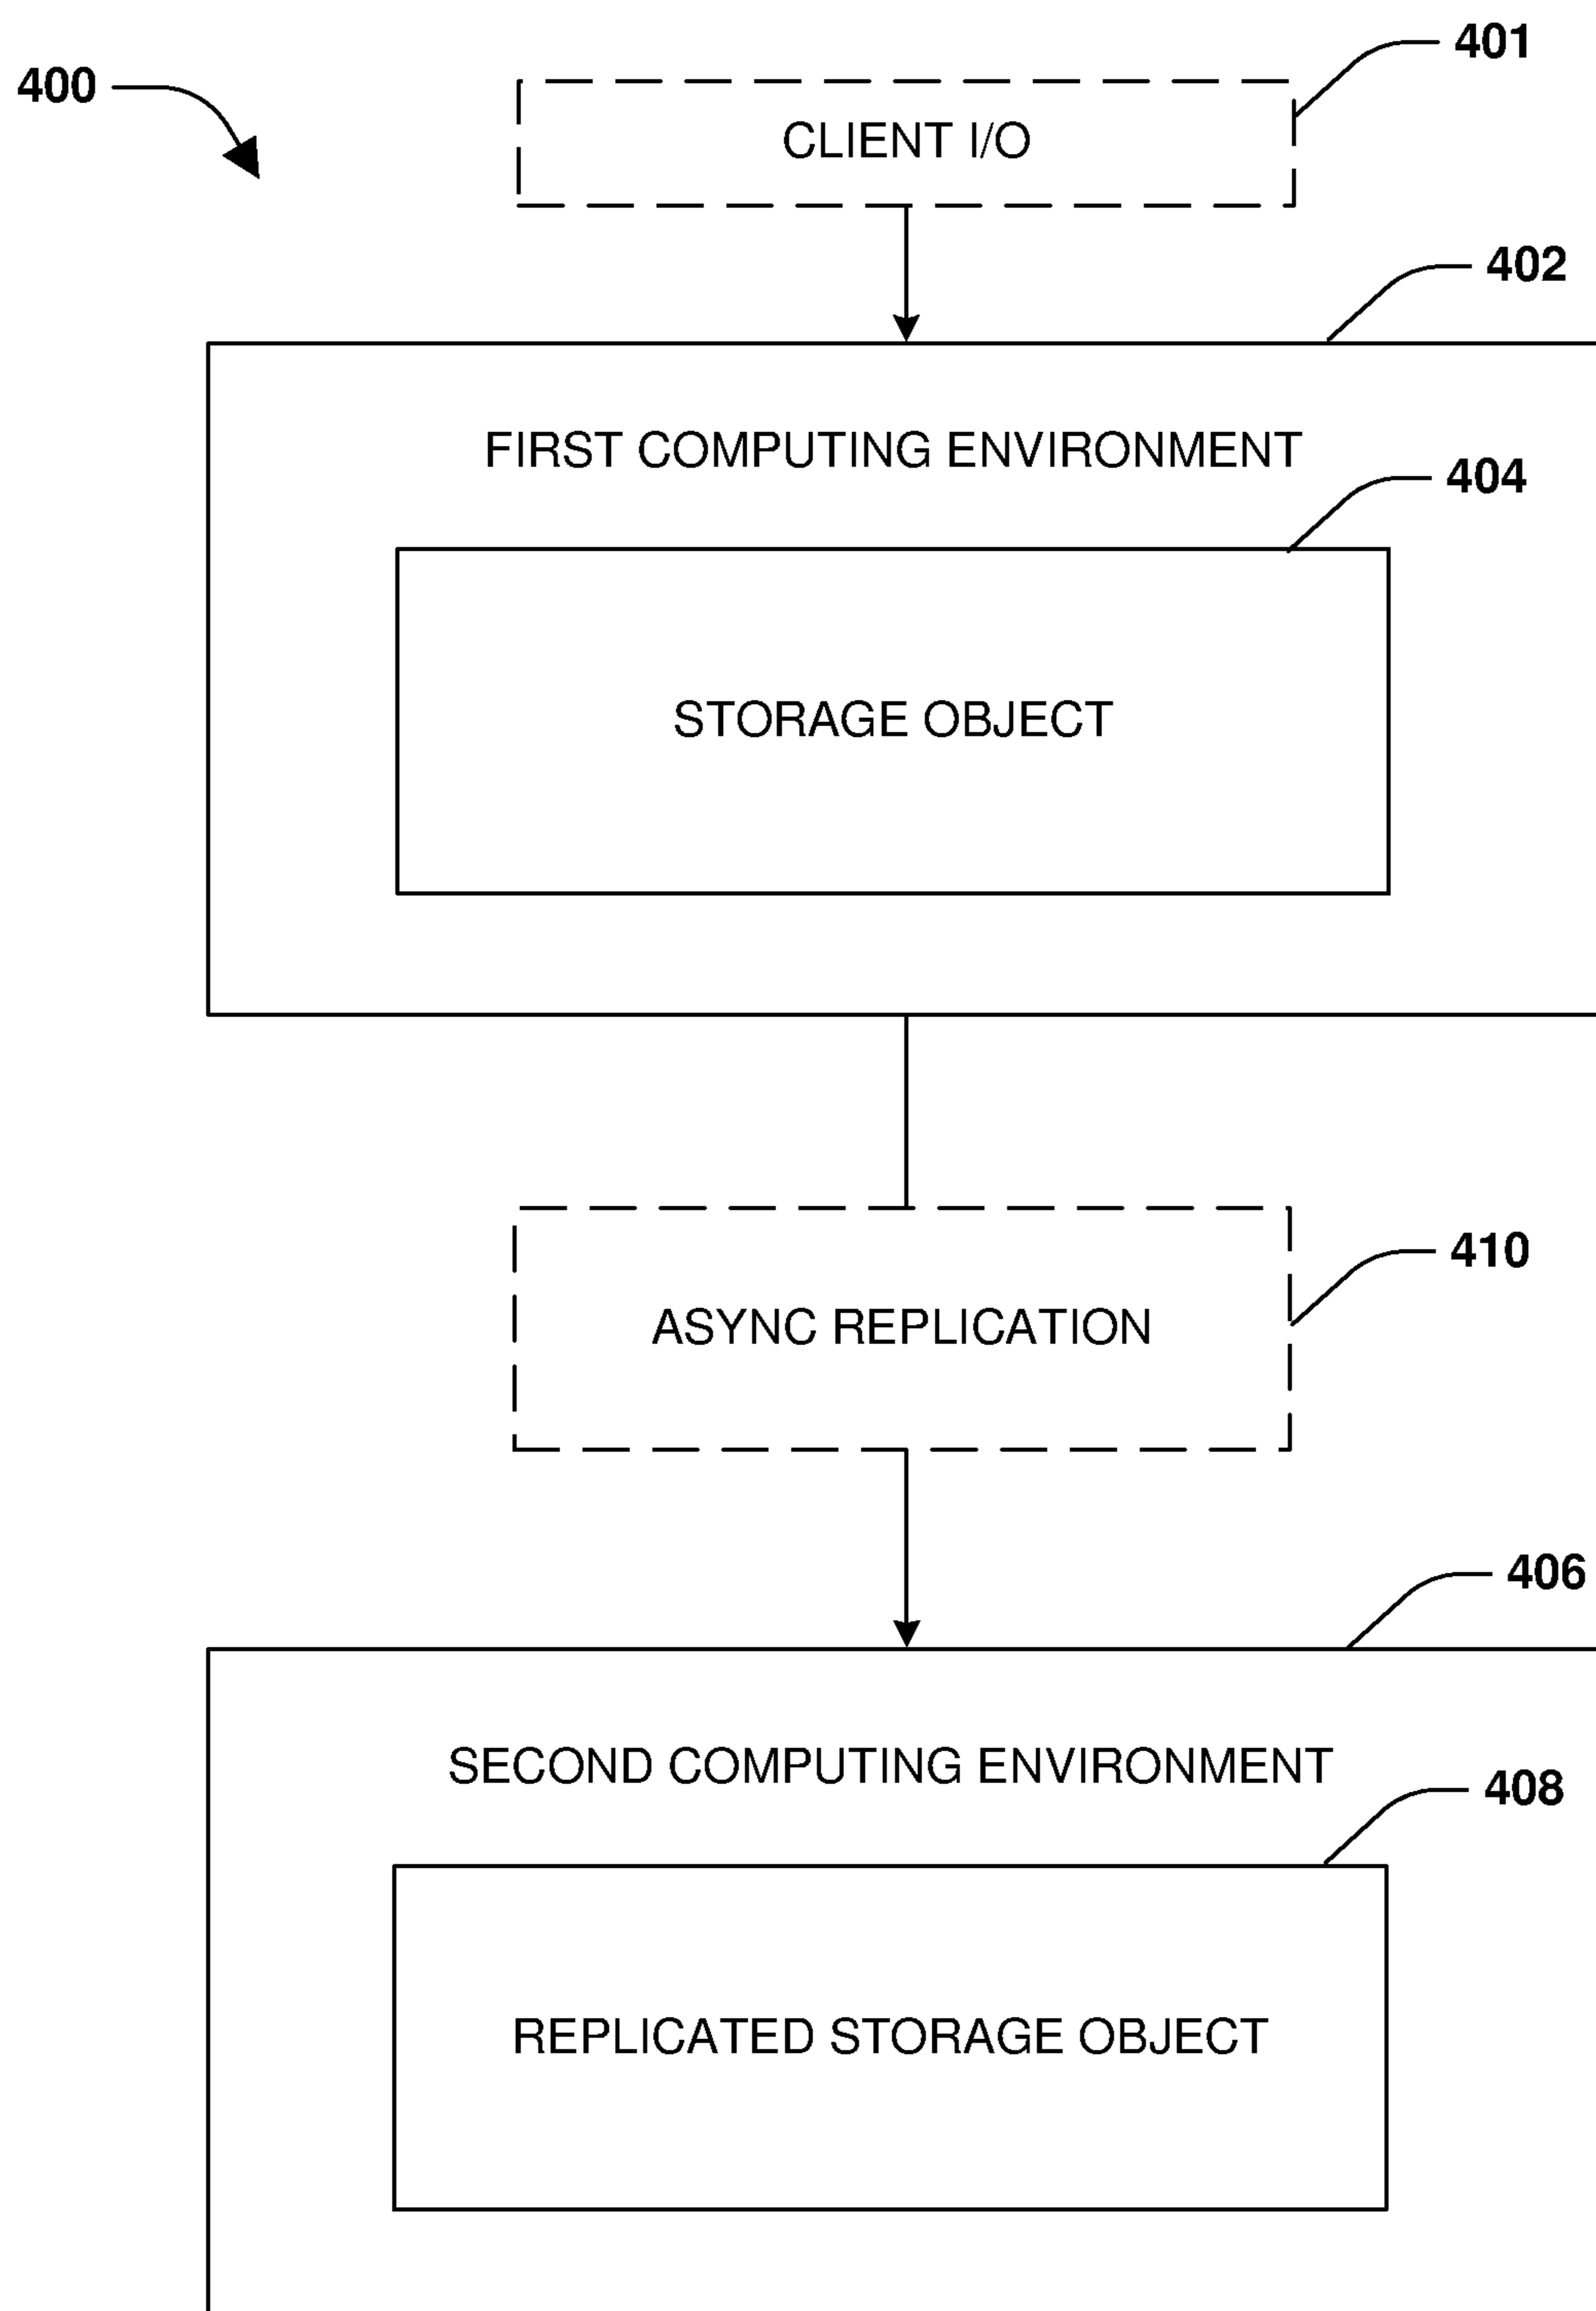 401
400
CLIENT I/O
402
FIRST COMPUTING ENVIRONMENT
404
STORAGE OBJECT
410
ASYNC REPLICATION
406
SECOND COMPUTING ENVIRONMENT
408
REPLICATED STORAGE OBJECT